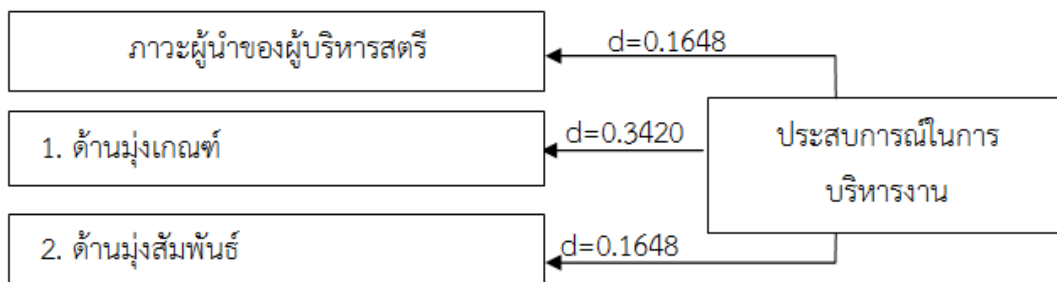 ภาวะผู้นำของผู้บริหารสตรี
d=0.1648
1. ด้านมุ่งเกณฑ์
d=0.3420
ประสบการณ์ในการ
บริหารงาน
2. ด้านมุ่งสัมพันธ์
d=0.1648